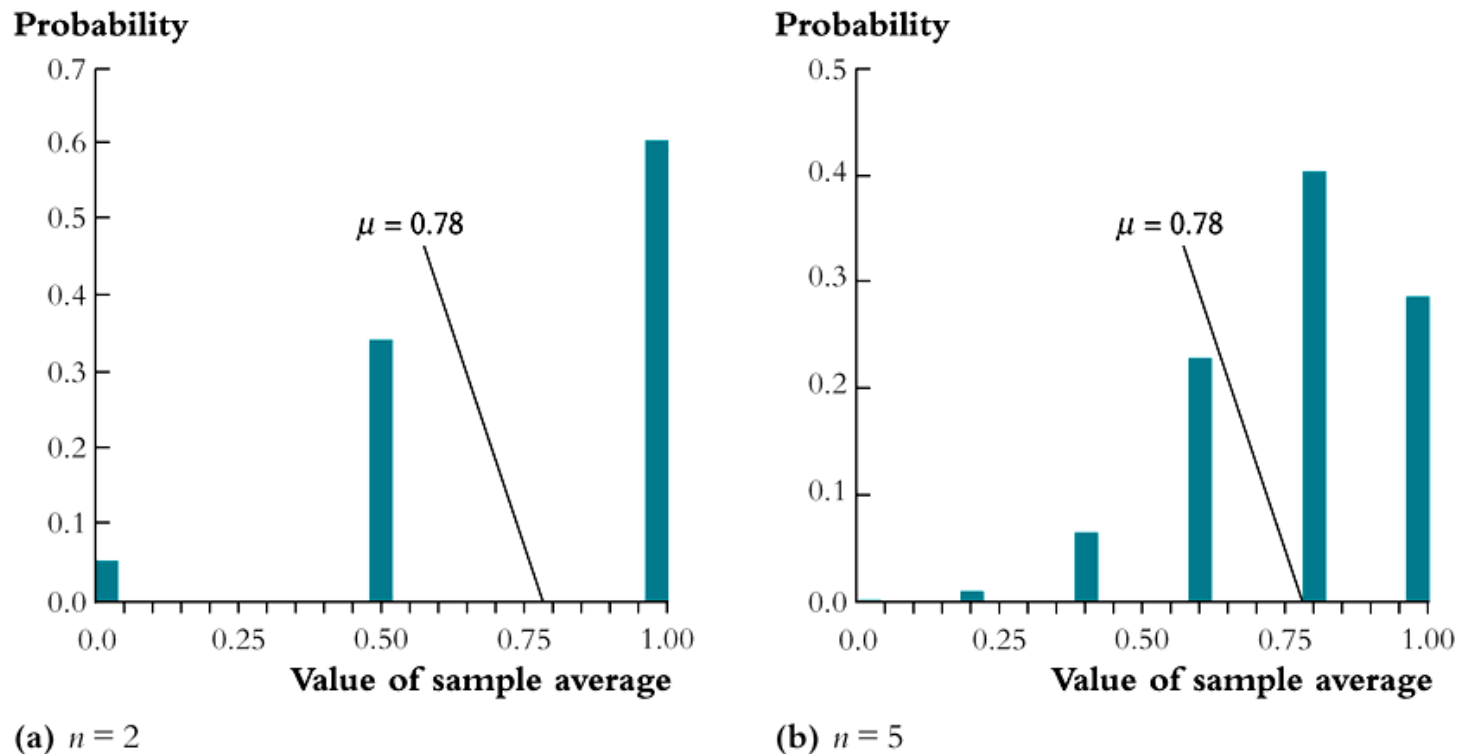 Probability
0.7
0.6
0.5
0.4
0.3
0.2
0.1
0.0
μ = 0.78
0.0 0.25 0.50 0.75 1.00
Value of sample average
(a) n = 2
Probability
0.5
0.4
0.3
0.2
0.1
0.0
μ = 0.78
0.0 0.25 0.50 0.75 1.00
Value of sample average
(b) n = 5